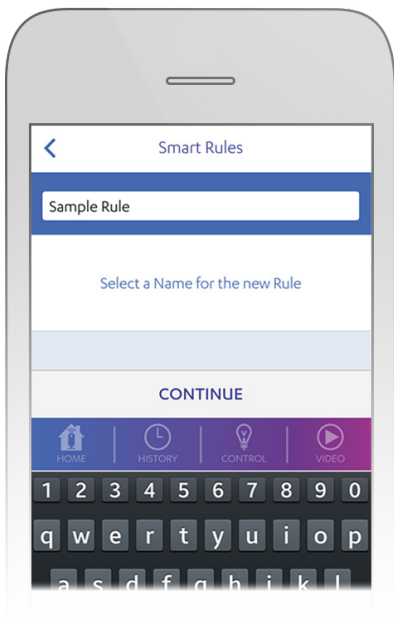 Smart Rules
Sample Rule
Select a Name for the new Rule
CONTINUE
HOME HISTORY CONTROL VIDEO
1 2 3 4 5 6 7 8 9 0
q w e r t y u i o p
a s d f g h j k l